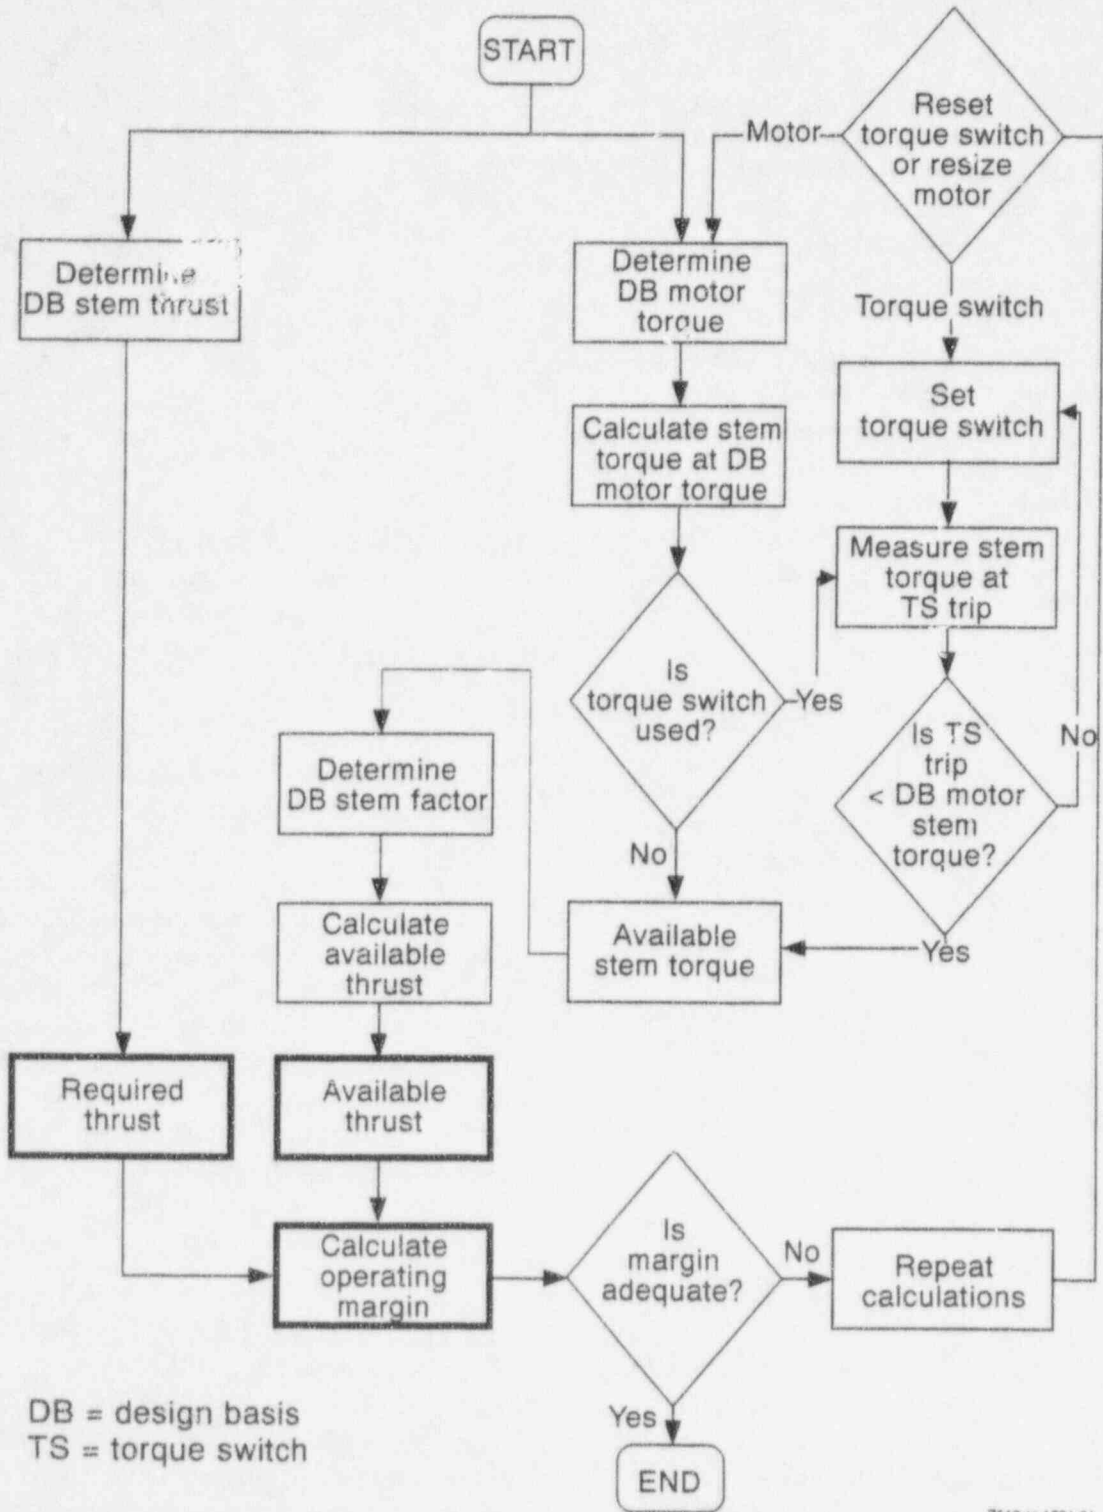 START
Reset
torque switch
or resize
motor
Motor
Determine
DB stem thrust
Determine
DB motor
torque
Torque switch
Calculate stem
torque at DB
motor torque
Set
torque switch
Measure stem
torque at
TS trip
Is
torque switch
used?
Yes
No
Is TS
trip
< DB motor
stem
torque?
No
Yes
Determine
DB stem factor
Available
stem torque
Calculate
available
thrust
Required
thrust
Available
thrust
Calculate
operating
margin
Is
margin
adequate?
No
Repeat
calculations
Yes
END
DB = design basis
TS = torque switch